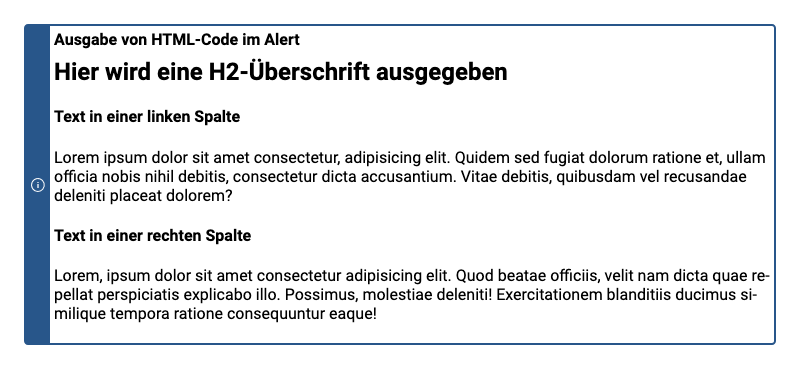 Ausgabe von HTML-Code im Alert
Hier wird eine H2-Überschrift ausgegeben
Text in einer linken Spalte
Lorem ipsum dolor sit amet consectetur, adipisicing elit. Quidem sed fugiat dolorum ratione et, ullam
officia nobis nihil debitis, consectetur dicta accusantium. Vitae debitis, quibusdam vel recusandae
deleniti placeat dolorem?
Text in einer rechten Spalte
Lorem, ipsum dolor sit amet consectetur adipisicing elit. Quod beatae officiis, velit nam dicta quae re-
pellat perspiciatis explicabo illo. Possimus, molestiae deleniti! Exercitationem blanditiis ducimus si-
milique tempora ratione consequuntur eaque!